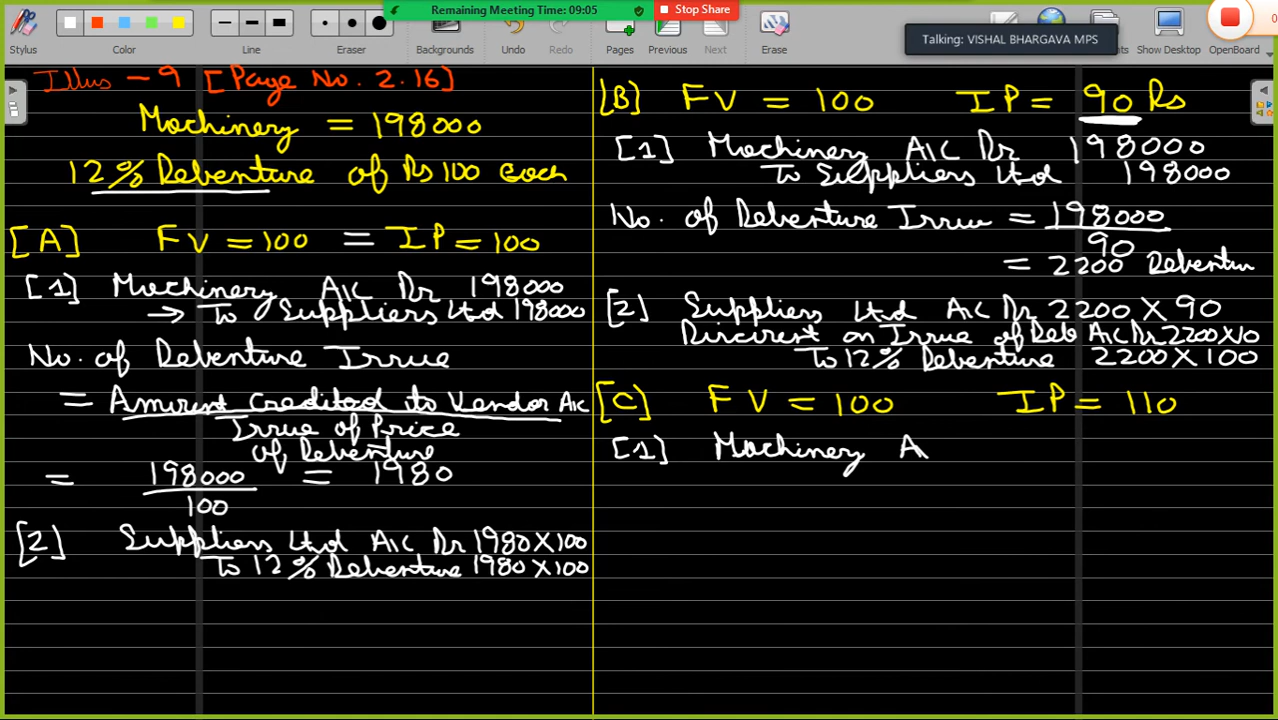 Remaining Meeting Time: 09:05
Stop Share
Stylus
Color
Line
Eraser
Backgrounds
Undo
Redo
Pages
Previous
Next
Erase
Talking: VISHAL BHARGAVA MPS
Show Desktop
OpenBoard
Illus - 9 [Page No. 2.16]
Machinery = 198000
12% Debenture of Rs 100 each
[A] FV = 100 = IP = 100
[1] Machinery A/C Dr 198000
→ To Suppliers Ltd 198000
No. of Debenture Issue
= Amount credited to Vendor A/c
Issue of Price
of Debenture
= 198000 = 1980
100
[2] Suppliers Ltd A/C Dr 1980 X 100
To 12% Debenture 1980 X 100
[B] FV = 100 IP = 90 Rs
[1] Machinery A/C Dr 198000
To Suppliers Ltd 198000
No. of Debenture Issue = 198000
90
= 2200 Debentur
[2] Suppliers Ltd A/C Dr 2200 X 90
Discount on Issue of Deb A/C Dr 2200 X 10
To 12% Debenture 2200 X 100
[C] FV = 100 IP = 110
[1] Machinery A